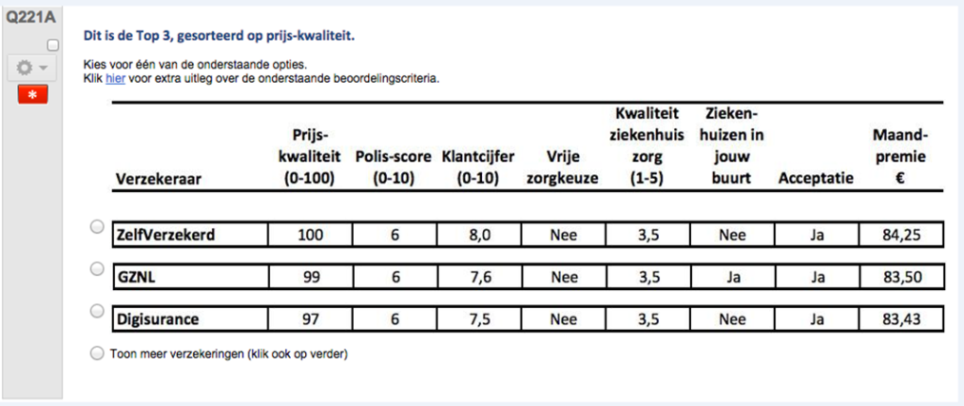 Q221A
Dit is de Top 3, gesorteerd op prijs-kwaliteit.
Kies voor één van de onderstaande opties.
Klik hier voor extra uitleg over de onderstaande beoordelingscriteria.
Verzekeraar Prijs-kwaliteit (0-100) Polis-score (0-10) Klantcijfer (0-10) Vrije zorgkeuze Kwaliteit ziekenhuis zorg (1-5) Zieken-huizen in jouw buurt Acceptatie Maand-premie €
ZelfVerzekerd 100 6 8,0 Nee 3,5 Nee Ja 84,25
GZNL 99 6 7,6 Nee 3,5 Ja Ja 83,50
Digisurance 97 6 7,5 Nee 3,5 Nee Ja 83,43
Toon meer verzekeringen (klik ook op verder)